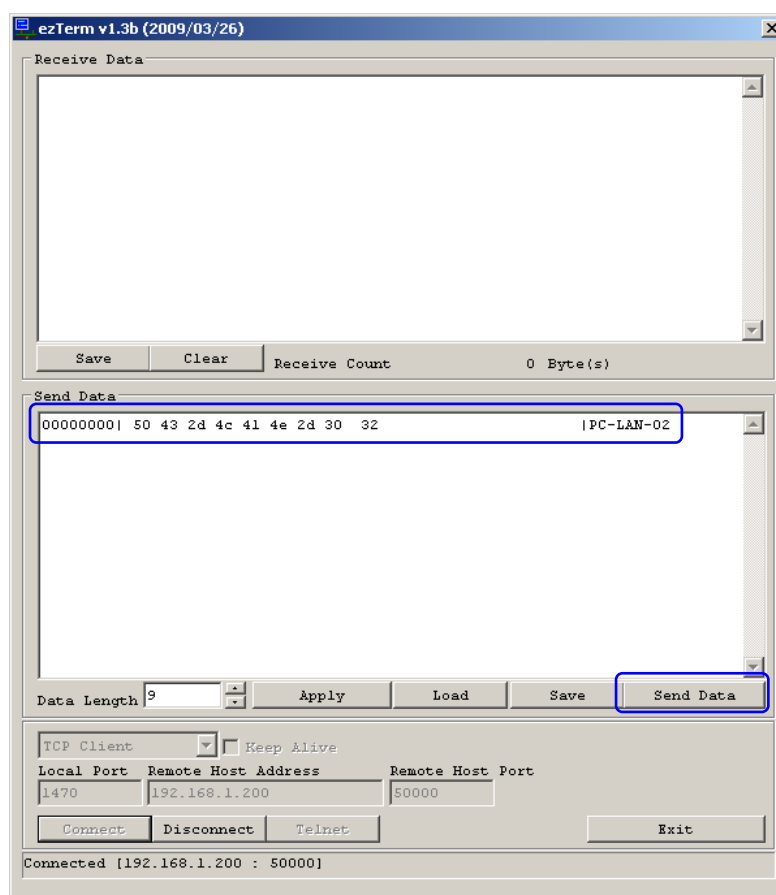 ezTerm v1.3b (2009/03/26)
Receive Data
Save Clear Receive Count 0 Byte(s)
Send Data
00000000| 50 43 2d 4c 41 4e 2d 30  32 |PC-LAN-02
Data Length 9 Apply Load Save Send Data
TCP Client Keep Alive
Local Port Remote Host Address Remote Host Port
1470 192.168.1.200 50000
Connect Disconnect Telnet Exit
Connected [192.168.1.200 : 50000]